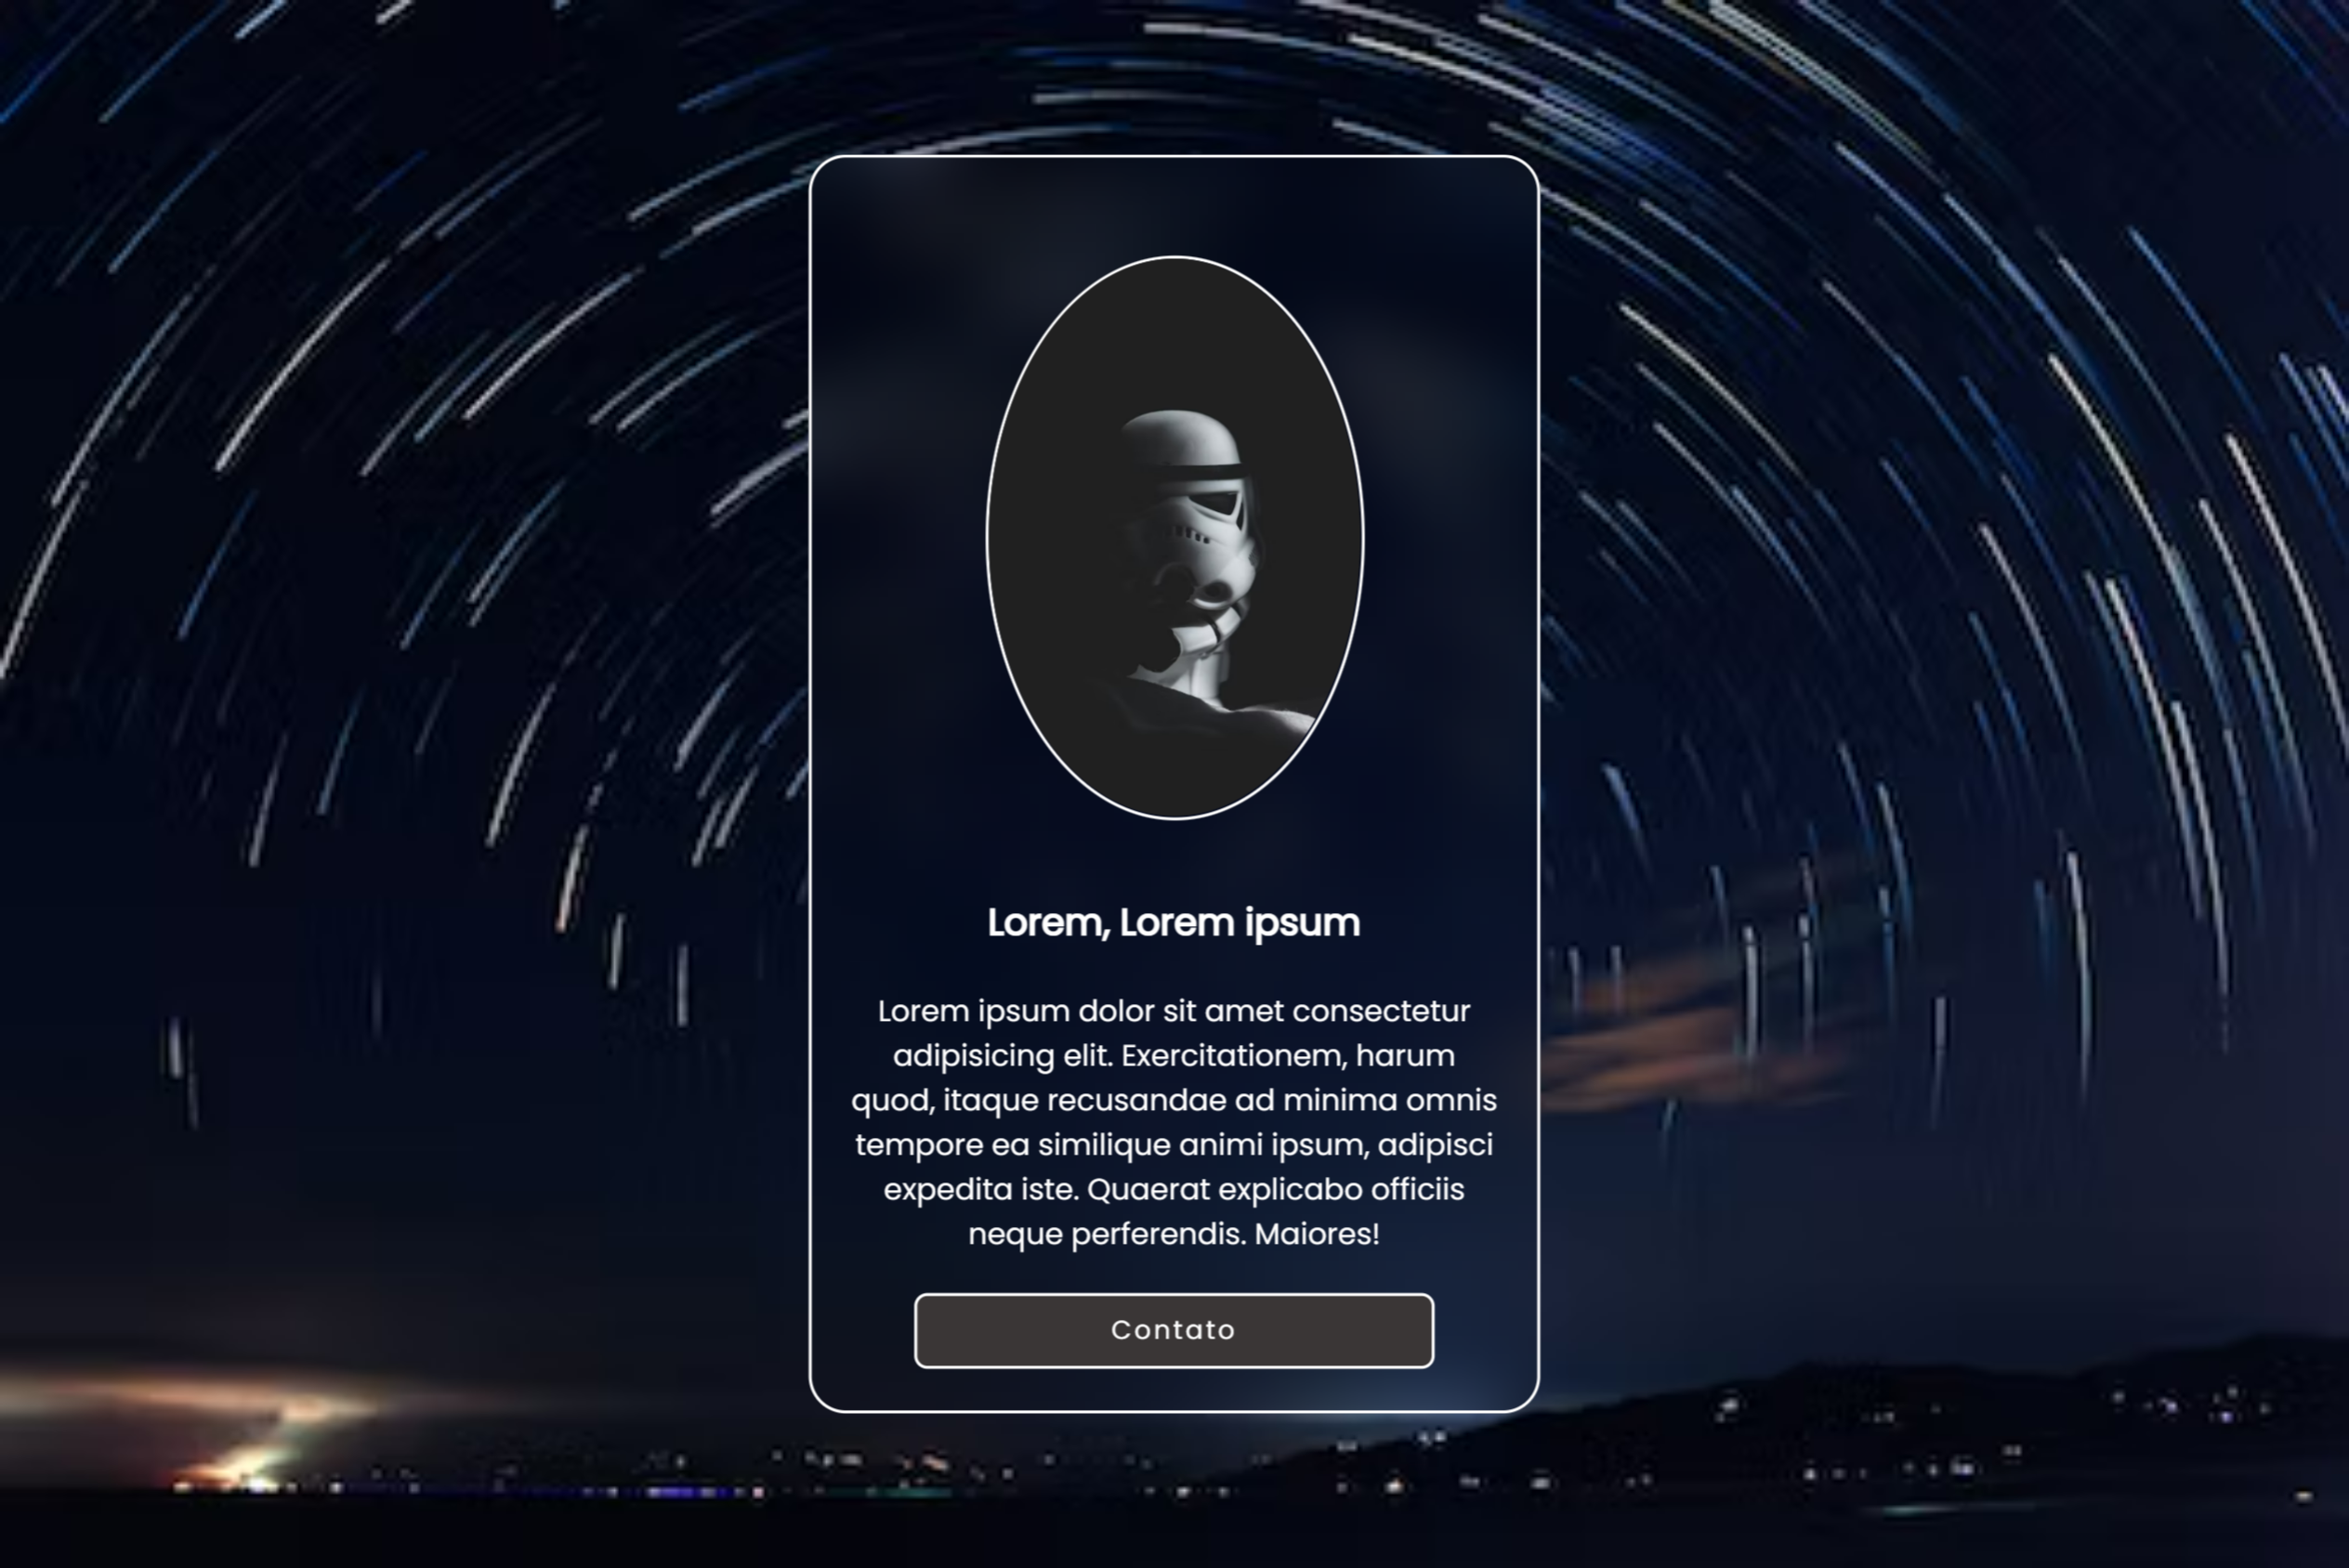 Lorem, Lorem ipsum
Lorem ipsum dolor sit amet consectetur
adipisicing elit. Exercitationem, harum
quod, itaque recusandae ad minima omnis
tempore ea similique animi ipsum, adipisci
expedita iste. Quaerat explicabo officiis
neque perferendis. Maiores!
Contato